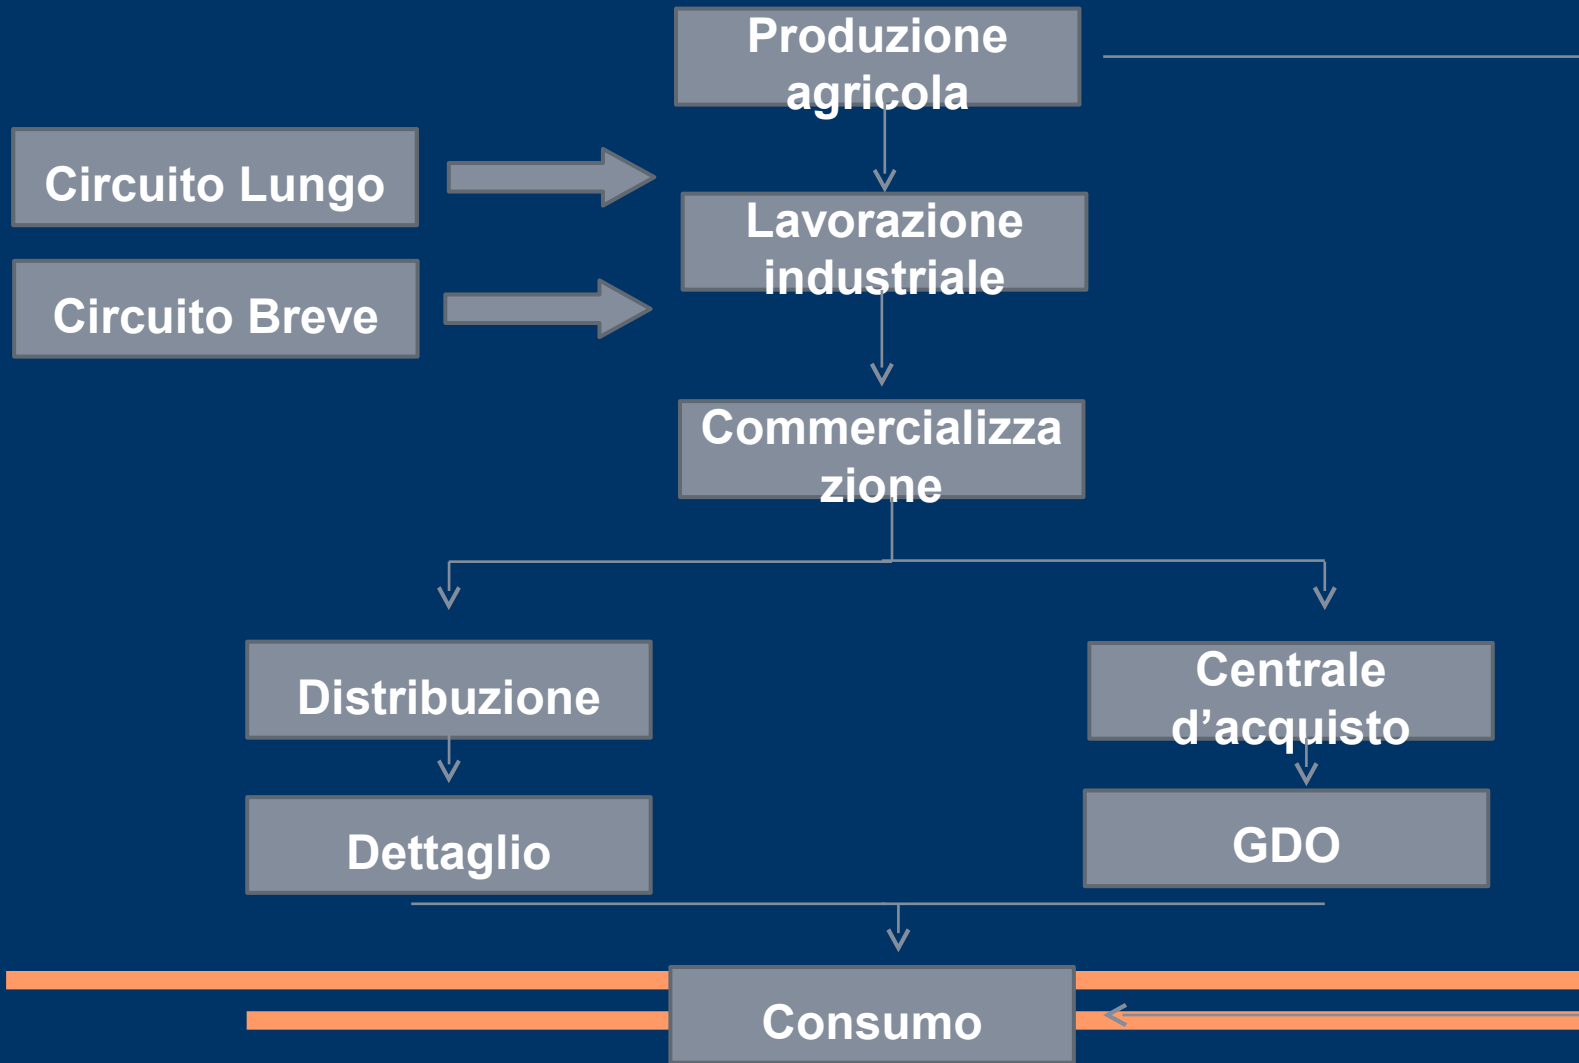 Produzione
agricola
Circuito Lungo
Lavorazione
industriale
Circuito Breve
Commercializza
zione
Distribuzione
Centrale
d’acquisto
Dettaglio
GDO
Consumo